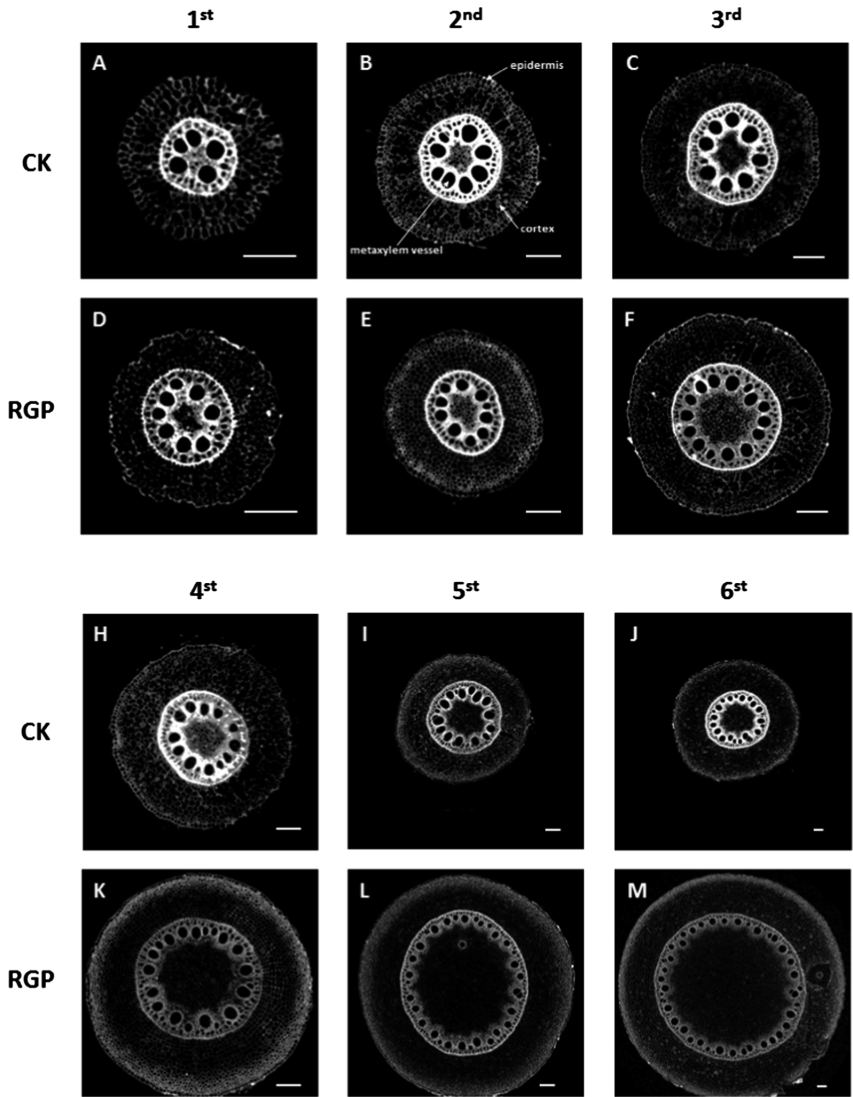 1st 2nd 3rd
CK
A
B
epidermis
cortex
metaxylem vessel
C
RGP
D
E
F
4st 5st 6st
CK
H
I
J
RGP
K
L
M